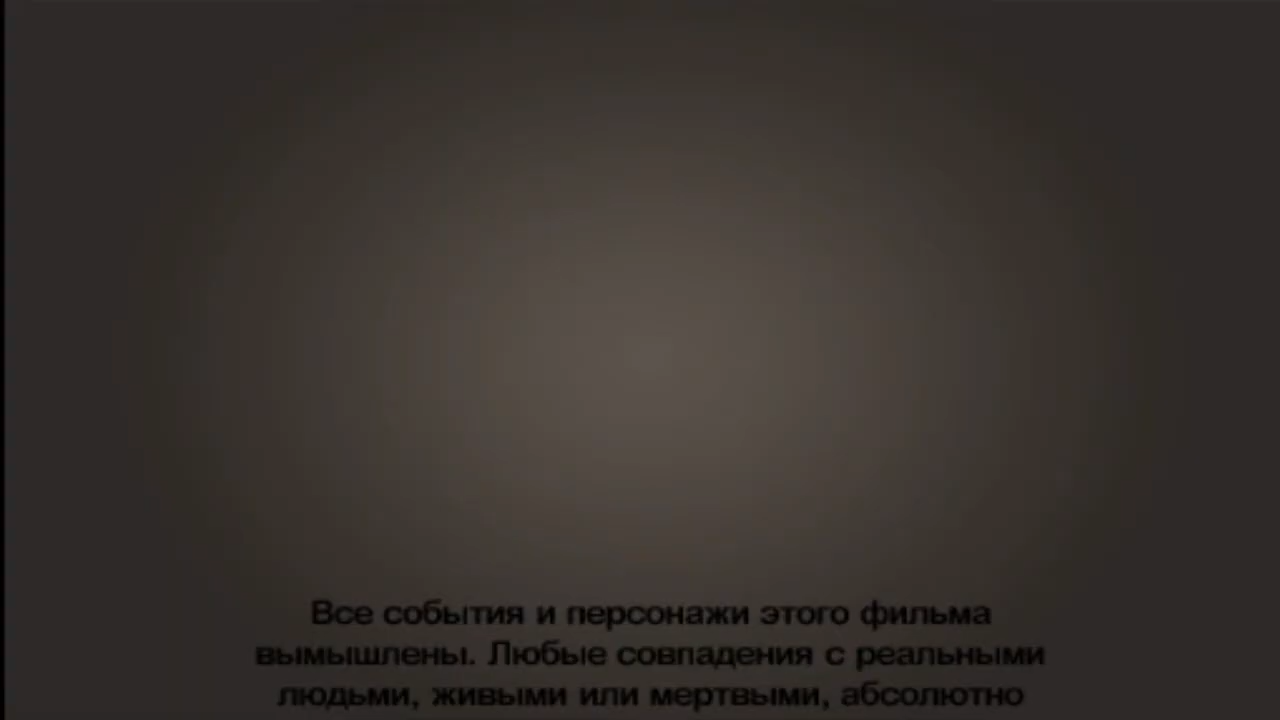 Все события и персонажи этого фильма
вымышлены. Любые совпадения с реальными
людьми, живыми или мертвыми, абсолютно